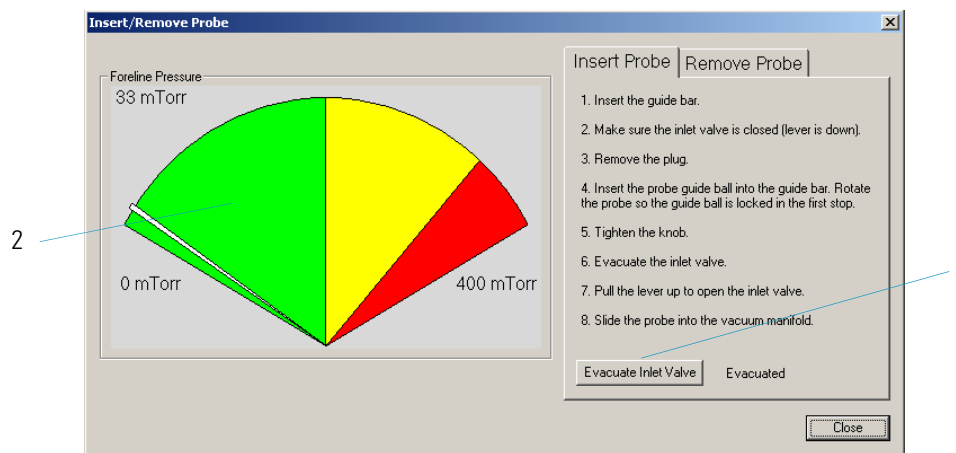 Insert/Remove Probe
Foreline Pressure
33 mTorr
0 mTorr
400 mTorr
2
Insert Probe
Remove Probe
1. Insert the guide bar.
2. Make sure the inlet valve is closed (lever is down).
3. Remove the plug.
4. Insert the probe guide ball into the guide bar. Rotate
the probe so the guide ball is locked in the first stop.
5. Tighten the knob.
6. Evacuate the inlet valve.
7. Pull the lever up to open the inlet valve.
8. Slide the probe into the vacuum manifold.
Evacuate Inlet Valve
Evacuated
Close